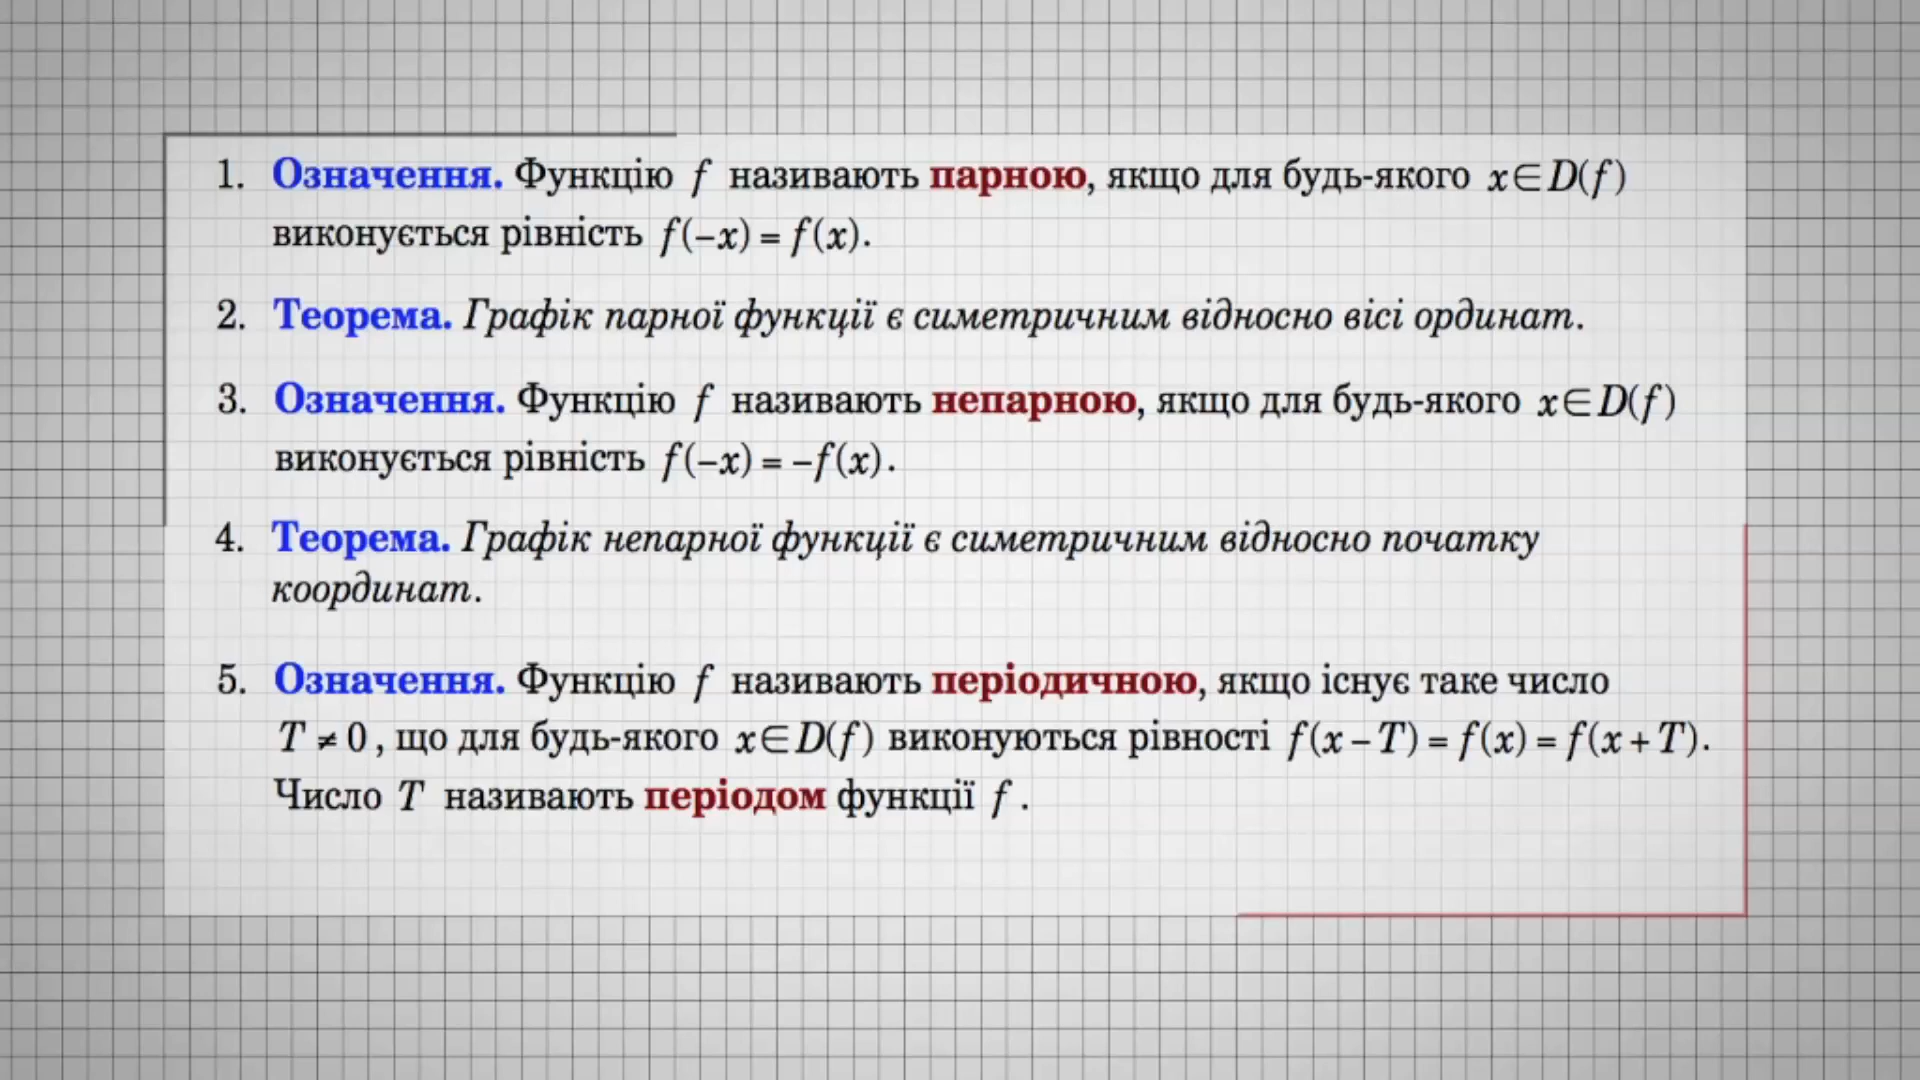 1. Означення. Функцію f називають парною, якщо для будь-якого x∈D(f)
виконується рівність f(−x) = f(x).
2. Теорема. Графік парної функції є симетричним відносно вісі ординат.
3. Означення. Функцію f називають непарною, якщо для будь-якого x∈D(f)
виконується рівність f(−x) = −f(x).
4. Теорема. Графік непарної функції є симетричним відносно початку
координат.
5. Означення. Функцію f називають періодичною, якщо існує таке число
T ≠ 0, що для будь-якого x∈D(f) виконуються рівності f(x − T) = f(x) = f(x + T).
Число T називають періодом функції f.